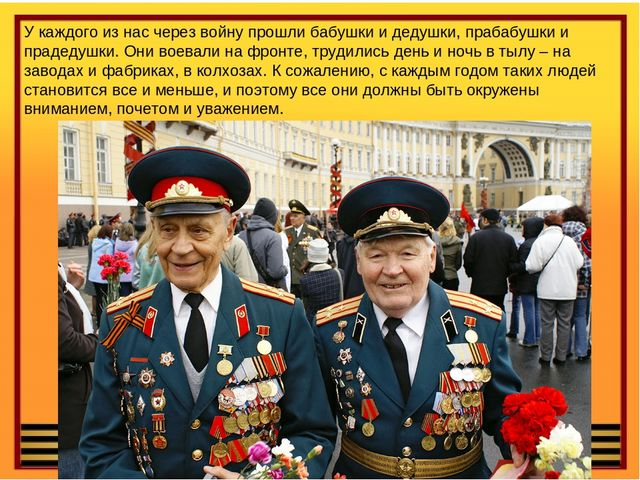 У каждого из нас через войну прошли бабушки и дедушки, прабабушки и
прадедушки. Они воевали на фронте, трудились день и ночь в тылу – на
заводах и фабриках, в колхозах. К сожалению, с каждым годом таких людей
становится все и меньше, и поэтому все они должны быть окружены
вниманием, почетом и уважением.